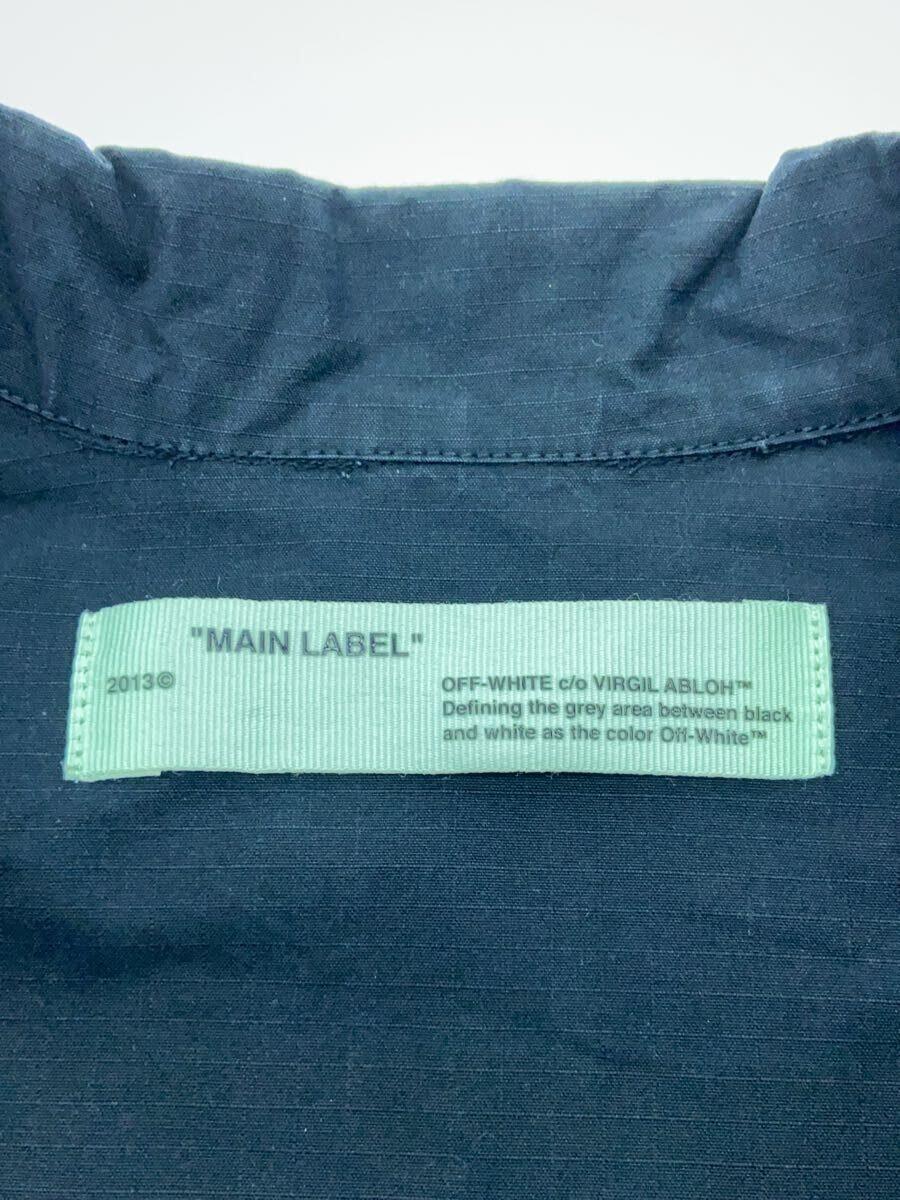 "MAIN LABEL"
2013©
OFF-WHITE c/o VIRGIL ABLOH™
Defining the grey area between black
and white as the color Off-White™